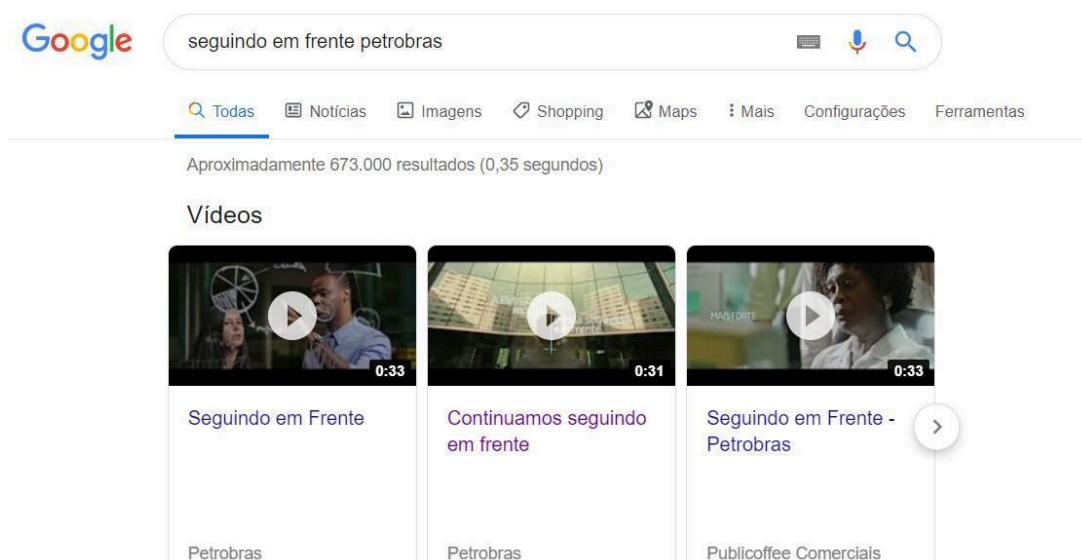 Google
seguindo em frente petrobras
Todas Notícias Imagens Shopping Maps Mais Configurações Ferramentas
Aproximadamente 673.000 resultados (0,35 segundos)
Vídeos
MAIS FORTE
0:33 0:31 0:33
Seguindo em Frente
Continuamos seguindo
em frente
Seguindo em Frente -
Petrobras
Petrobras Petrobras Publicoffee Comerciais